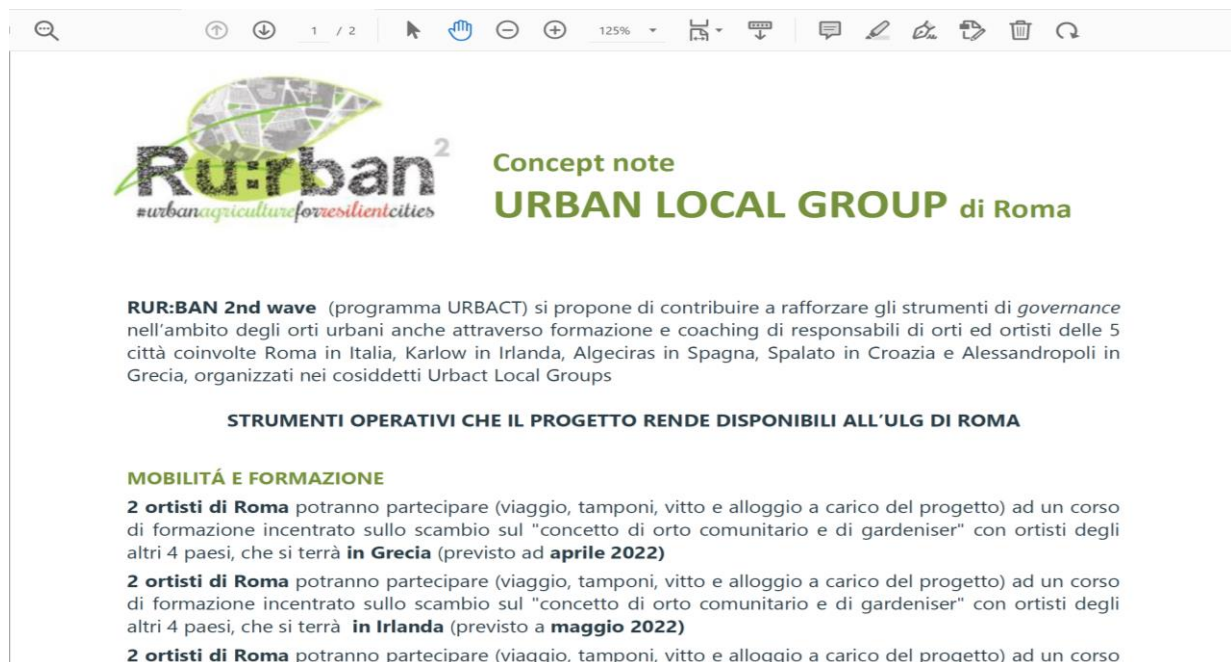 1 / 2
125%
Ru:rban²
#urbanagricultureforresilientcities
Concept note
URBAN LOCAL GROUP di Roma
RUR:BAN 2nd wave (programma URBACT) si propone di contribuire a rafforzare gli strumenti di governance
nell'ambito degli orti urbani anche attraverso formazione e coaching di responsabili di orti ed ortisti delle 5
città coinvolte Roma in Italia, Karlow in Irlanda, Algeciras in Spagna, Spalato in Croazia e Alessandropoli in
Grecia, organizzati nei cosiddetti Urbact Local Groups
STRUMENTI OPERATIVI CHE IL PROGETTO RENDE DISPONIBILI ALL'ULG DI ROMA
MOBILITÁ E FORMAZIONE
2 ortisti di Roma potranno partecipare (viaggio, tamponi, vitto e alloggio a carico del progetto) ad un corso
di formazione incentrato sullo scambio sul "concetto di orto comunitario e di gardeniser" con ortisti degli
altri 4 paesi, che si terrà in Grecia (previsto ad aprile 2022)
2 ortisti di Roma potranno partecipare (viaggio, tamponi, vitto e alloggio a carico del progetto) ad un corso
di formazione incentrato sullo scambio sul "concetto di orto comunitario e di gardeniser" con ortisti degli
altri 4 paesi, che si terrà in Irlanda (previsto a maggio 2022)
2 ortisti di Roma potranno partecipare (viaggio, tamponi, vitto e alloggio a carico del progetto) ad un corso